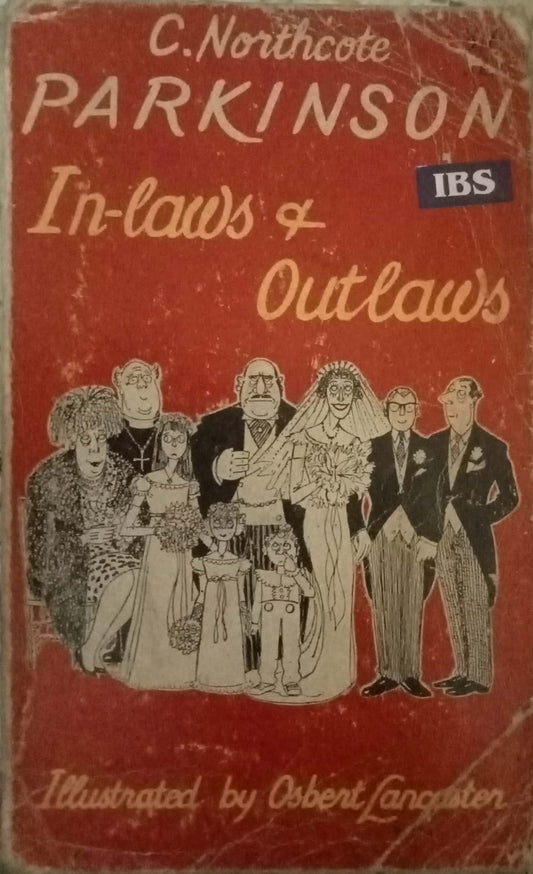 C. Northcote
PARKINSON
IBS
In-laws &
Outlaws
Illustrated by Osbert Lancaster